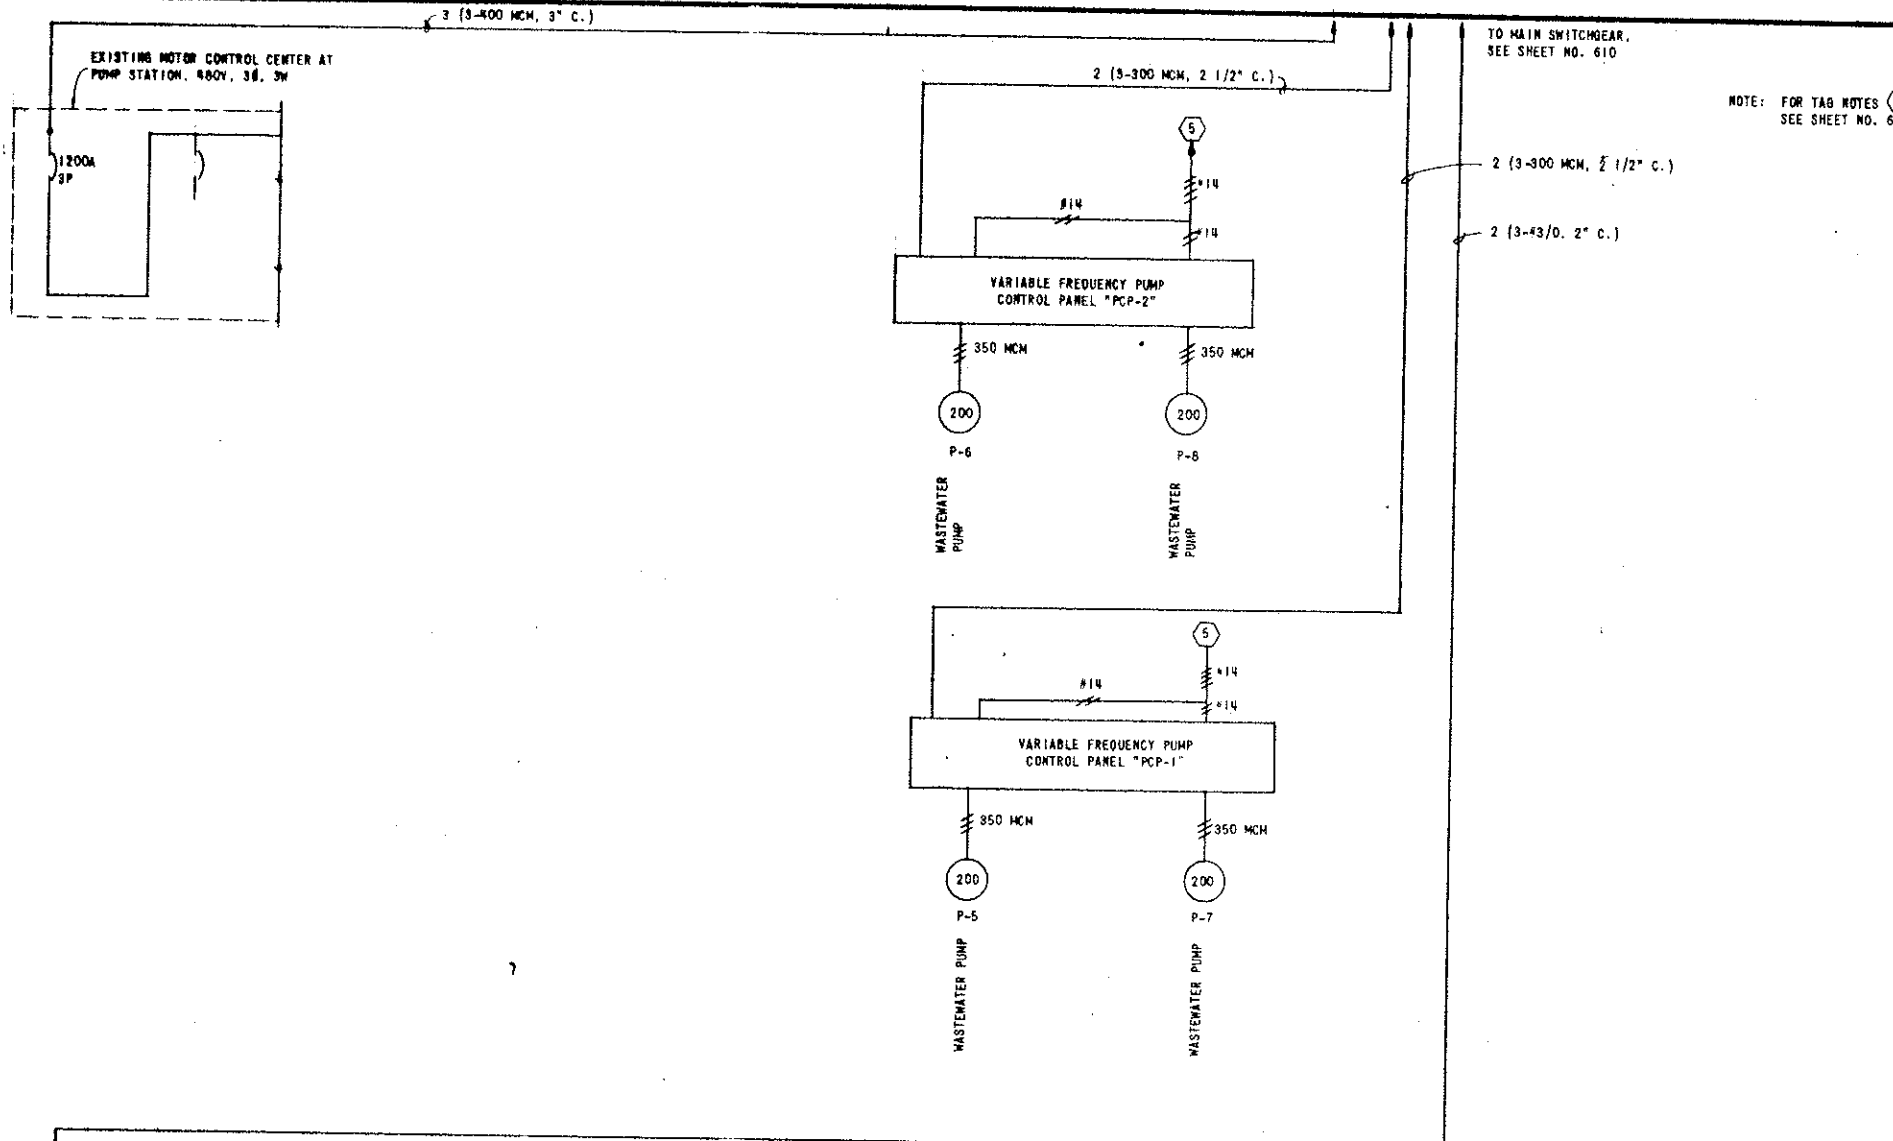 3 (3-400 MCM, 3" C.)
EXISTING MOTOR CONTROL CENTER AT
PUMP STATION, 480V, 3Ø, 3W
1200A
3P
TO MAIN SWITCHGEAR,
SEE SHEET NO. 610
2 (3-300 MCM, 2 1/2" C.)
NOTE: FOR TAG NOTES
SEE SHEET NO. 6
2 (3-300 MCM, 2 1/2" C.)
2 (3-#3/0, 2" C.)
5
#14
#14
#14
VARIABLE FREQUENCY PUMP
CONTROL PANEL "PCP-2"
350 MCM
350 MCM
200
200
P-6
P-8
WASTEWATER
PUMP
WASTEWATER
PUMP
5
#14
#14
#14
VARIABLE FREQUENCY PUMP
CONTROL PANEL "PCP-1"
350 MCM
350 MCM
200
200
P-5
P-7
WASTEWATER PUMP
WASTEWATER PUMP